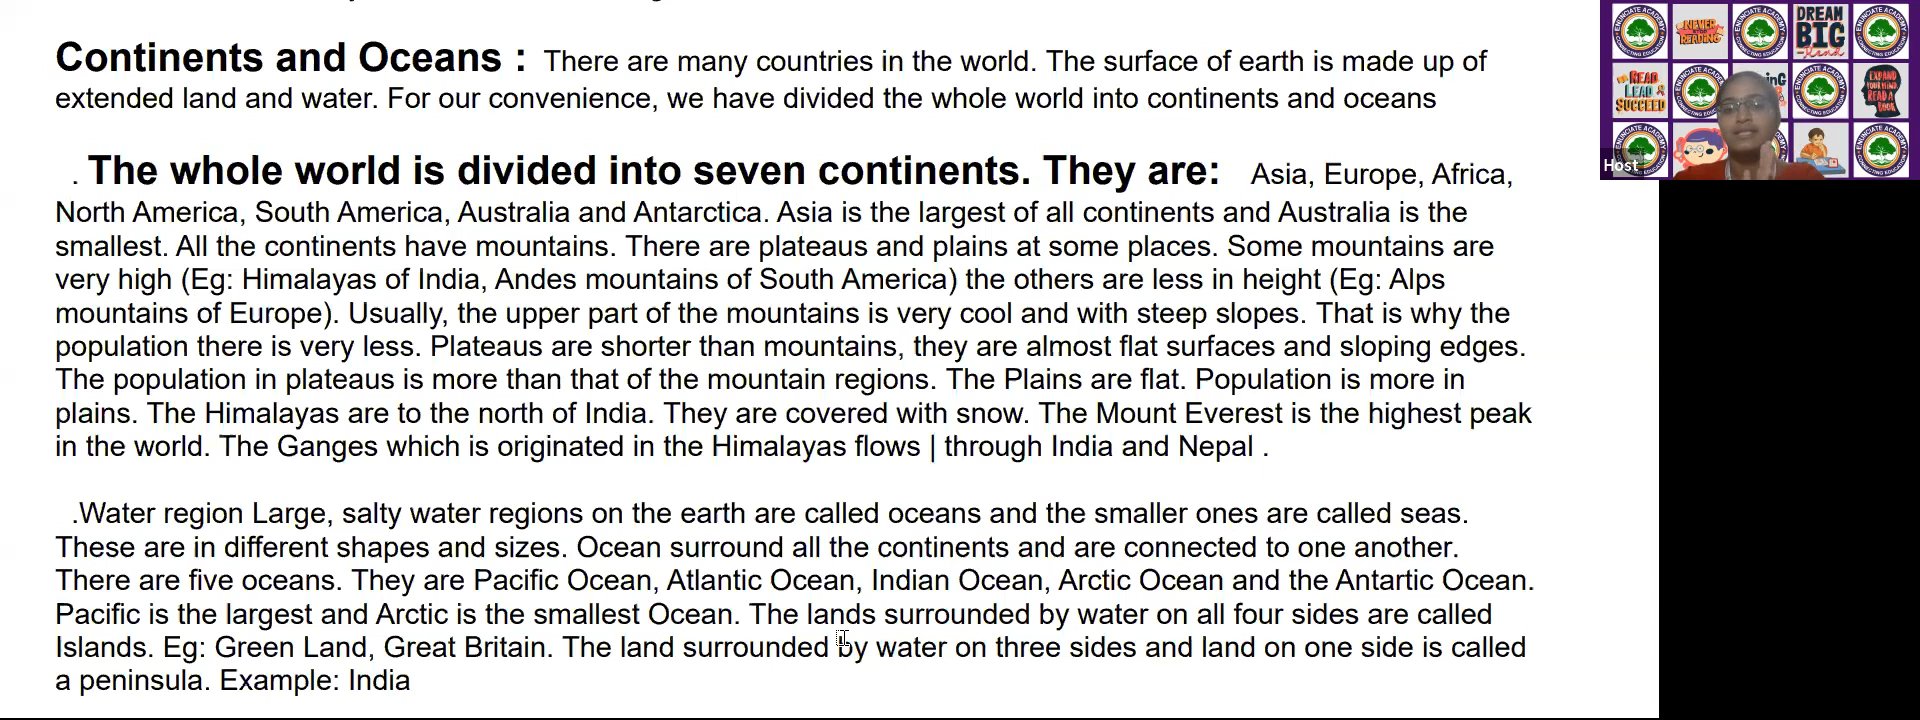 Continents and Oceans : There are many countries in the world. The surface of earth is made up of
extended land and water. For our convenience, we have divided the whole world into continents and oceans
. The whole world is divided into seven continents. They are: Asia, Europe, Africa,
North America, South America, Australia and Antarctica. Asia is the largest of all continents and Australia is the
smallest. All the continents have mountains. There are plateaus and plains at some places. Some mountains are
very high (Eg: Himalayas of India, Andes mountains of South America) the others are less in height (Eg: Alps
mountains of Europe). Usually, the upper part of the mountains is very cool and with steep slopes. That is why the
population there is very less. Plateaus are shorter than mountains, they are almost flat surfaces and sloping edges.
The population in plateaus is more than that of the mountain regions. The Plains are flat. Population is more in
plains. The Himalayas are to the north of India. They are covered with snow. The Mount Everest is the highest peak
in the world. The Ganges which is originated in the Himalayas flows | through India and Nepal .
.Water region Large, salty water regions on the earth are called oceans and the smaller ones are called seas.
These are in different shapes and sizes. Ocean surround all the continents and are connected to one another.
There are five oceans. They are Pacific Ocean, Atlantic Ocean, Indian Ocean, Arctic Ocean and the Antartic Ocean.
Pacific is the largest and Arctic is the smallest Ocean. The lands surrounded by water on all four sides are called
Islands. Eg: Green Land, Great Britain. The land surrounded by water on three sides and land on one side is called
a peninsula. Example: India
NEVER
READING
DREAM
BIG
READ
LEAD
SUCCEED
EXPAND
YOUR MIND
READ A
BOOK
ENUNCIATE ACADEMY
CONNECTING EDUCATION
Host